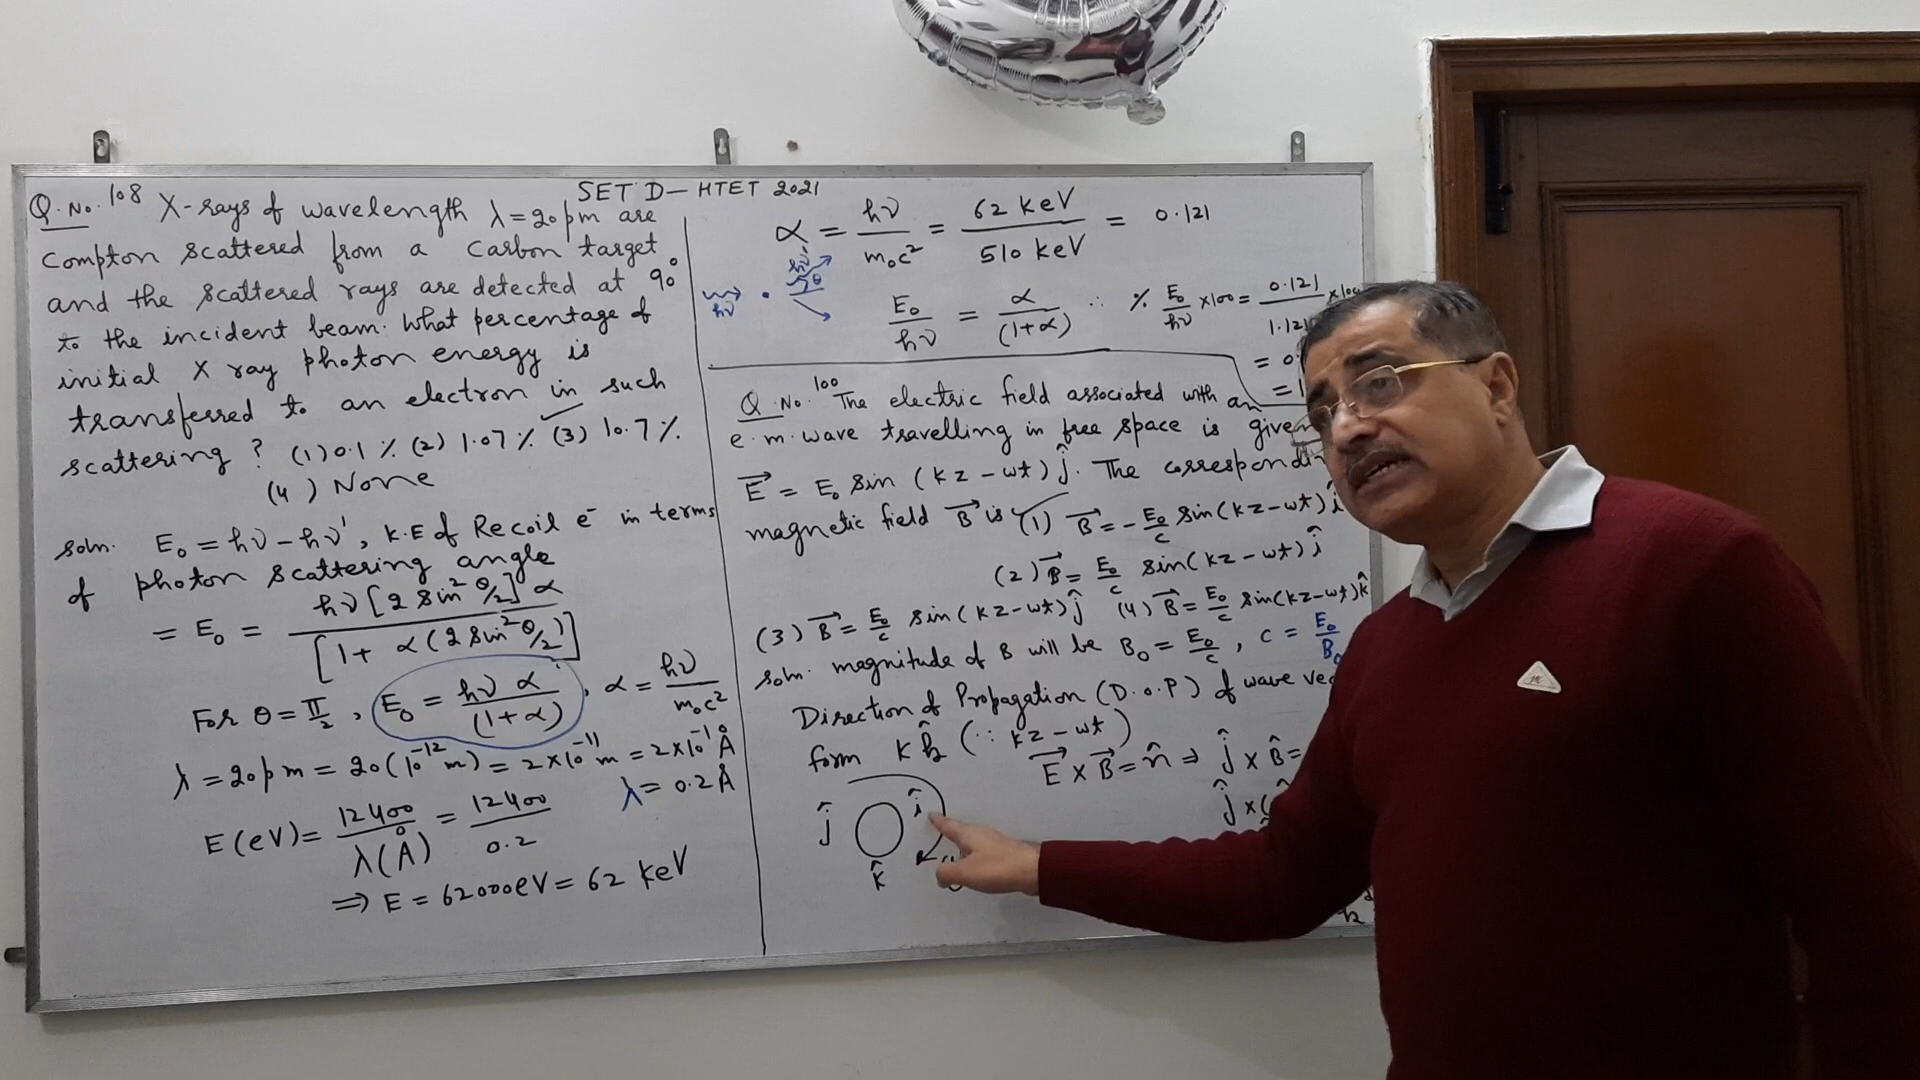 SET D — HTET 2021
Q. No. 108 X-rays of wavelength λ = 20 pm are
Compton scattered from a carbon target
and the scattered rays are detected at 90°
to the incident beam. What percentage of
initial X ray photon energy is
transferred to an electron in such
scattering? (1) 0.1 % (2) 1.07 % (3) 10.7 %
(4) None
soln. E₀ = hν - hν', K.E of Recoil e⁻ in terms
of photon scattering angle
= E₀ = hν [2 sin² θ/2] α / [1 + α (2 sin² θ/2)]
For θ = π/2, E₀ = hν α / (1+α), α = hν / m₀c²
λ = 20 pm = 20 (10⁻¹² m) = 2×10⁻¹¹ m = 2×10⁻¹ Å
λ = 0.2 Å
E (eV) = 12400 / λ(Å) = 12400 / 0.2
⇒ E = 62000 eV = 62 keV
α = hν / m₀c² = 62 keV / 510 keV = 0.121
hν hν' θ
E₀ / hν = α / (1+α) ∴ % E₀/hν ×100 = 0.121 /
Q. No. 100 The electric field associated with an
e.m. wave travelling in free space is given
E⃗ = E₀ sin (kz - ωt) ĵ. The
magnetic field B⃗ is (1) B⃗ = - E₀/c sin (kz - ωt) î
(2) B⃗ = E₀/c sin (kz - ωt) î
(3) B⃗ = E₀/c sin (kz - ωt) ĵ (4) B⃗ = E₀/c sin (kz - ωt) k̂
soln. magnitude of B will be B₀ = E₀/c, c = E₀/B₀
Direction of Propagation (D.O.P) of wave
form k k̂ (∵ kz - ωt)
E⃗ × B⃗ = n̂ ⇒ ĵ × B̂ =
ĵ × (
ĵ î
k̂